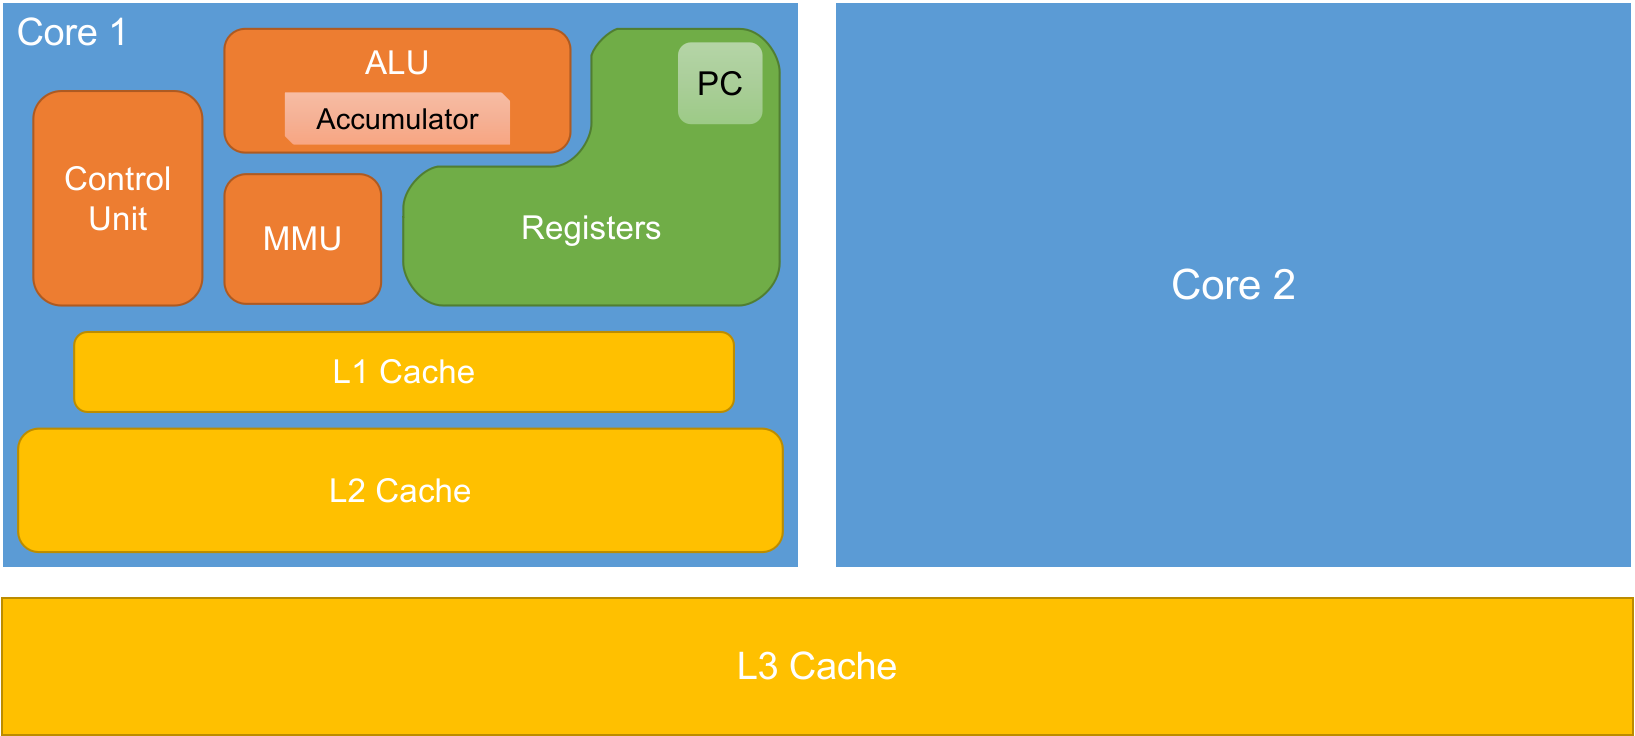 Core 1
ALU
Accumulator
PC
Control
Unit
MMU
Registers
L1 Cache
L2 Cache
Core 2
L3 Cache